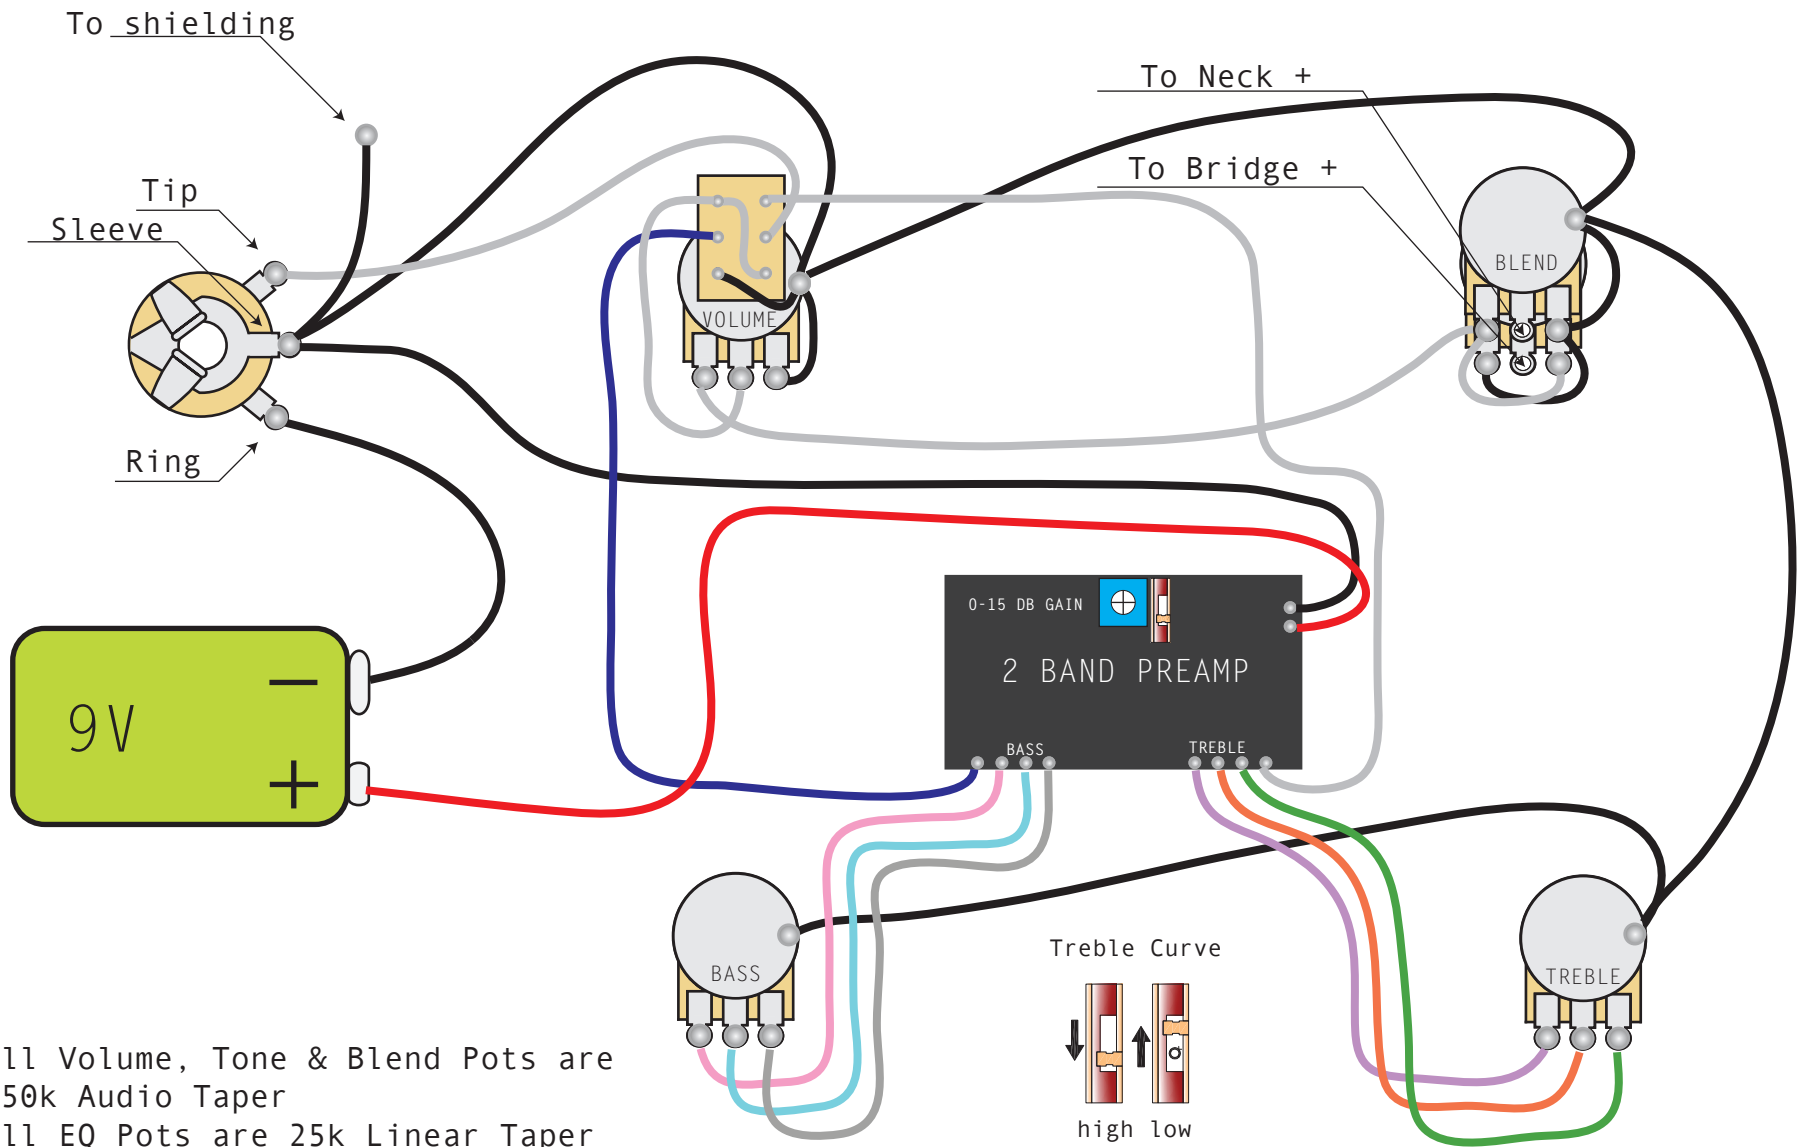 To shielding
To Neck +
To Bridge +
Tip
Sleeve
BLEND
VOLUME
Ring
0-15 DB GAIN
2 BAND PREAMP
9V
BASS
TREBLE
Treble Curve
BASS
TREBLE
ll Volume, Tone & Blend Pots are
50k Audio Taper
ll EQ Pots are 25k Linear Taper
high low